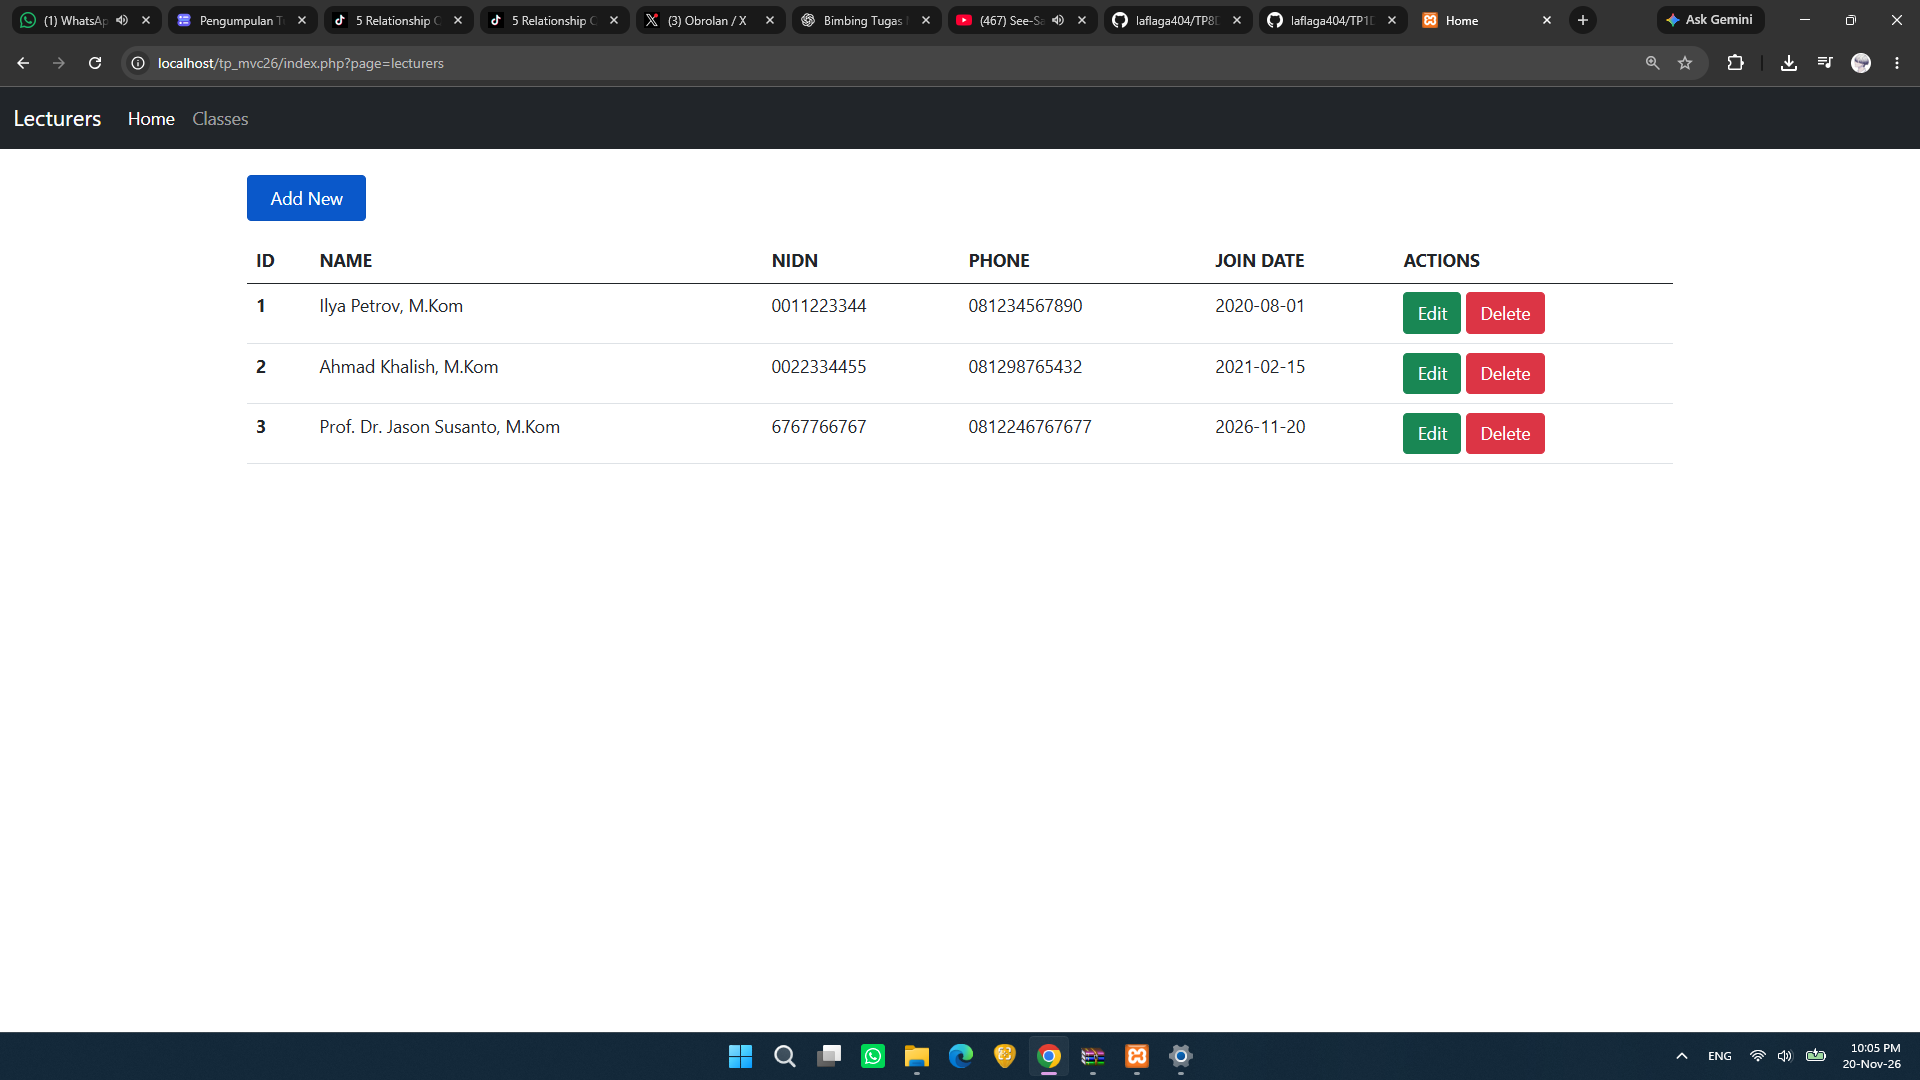 (1) WhatsAp
Pengumpulan T
5 Relationship C
5 Relationship C
(3) Obrolan / X
Bimbing Tugas
(467) See-Sa
laflaga404/TP8D
laflaga404/TP1D
Home
Ask Gemini
localhost/tp_mvc26/index.php?page=lecturers
Lecturers Home Classes
Add New
ID NAME NIDN PHONE JOIN DATE ACTIONS
1 Ilya Petrov, M.Kom 0011223344 081234567890 2020-08-01 Edit Delete
2 Ahmad Khalish, M.Kom 0022334455 081298765432 2021-02-15 Edit Delete
3 Prof. Dr. Jason Susanto, M.Kom 6767766767 0812246767677 2026-11-20 Edit Delete
ENG
10:05 PM
20-Nov-26